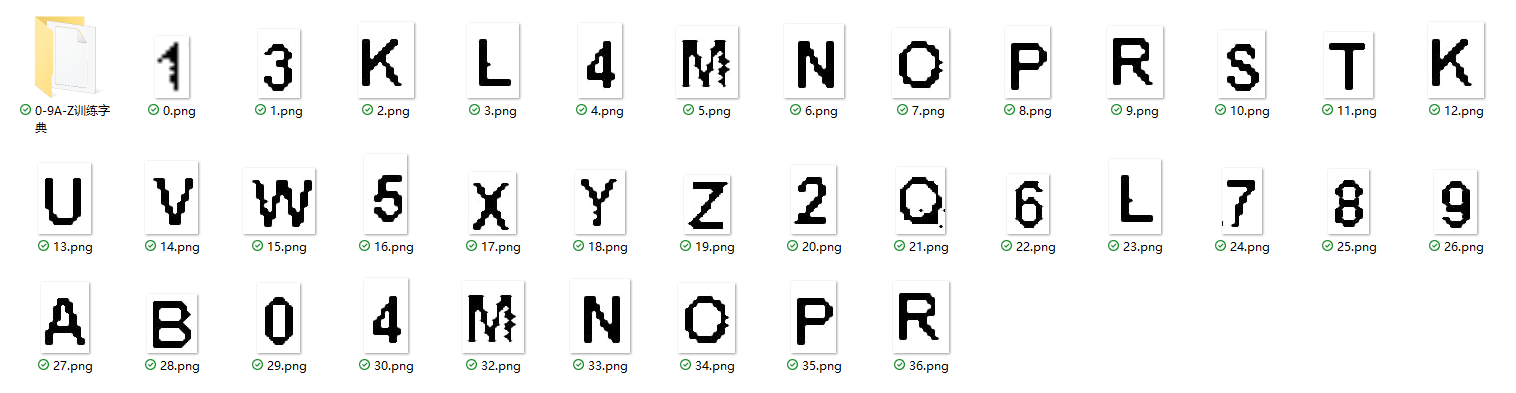 1 3 K L 4 M N O P R S T K
0-9A-Z训练字典 0.png 1.png 2.png 3.png 4.png 5.png 6.png 7.png 8.png 9.png 10.png 11.png 12.png
U V W 5 X Y Z 2 Q 6 L 7 8 9
13.png 14.png 15.png 16.png 17.png 18.png 19.png 20.png 21.png 22.png 23.png 24.png 25.png 26.png
A B 0 4 M N O P R
27.png 28.png 29.png 30.png 32.png 33.png 34.png 35.png 36.png